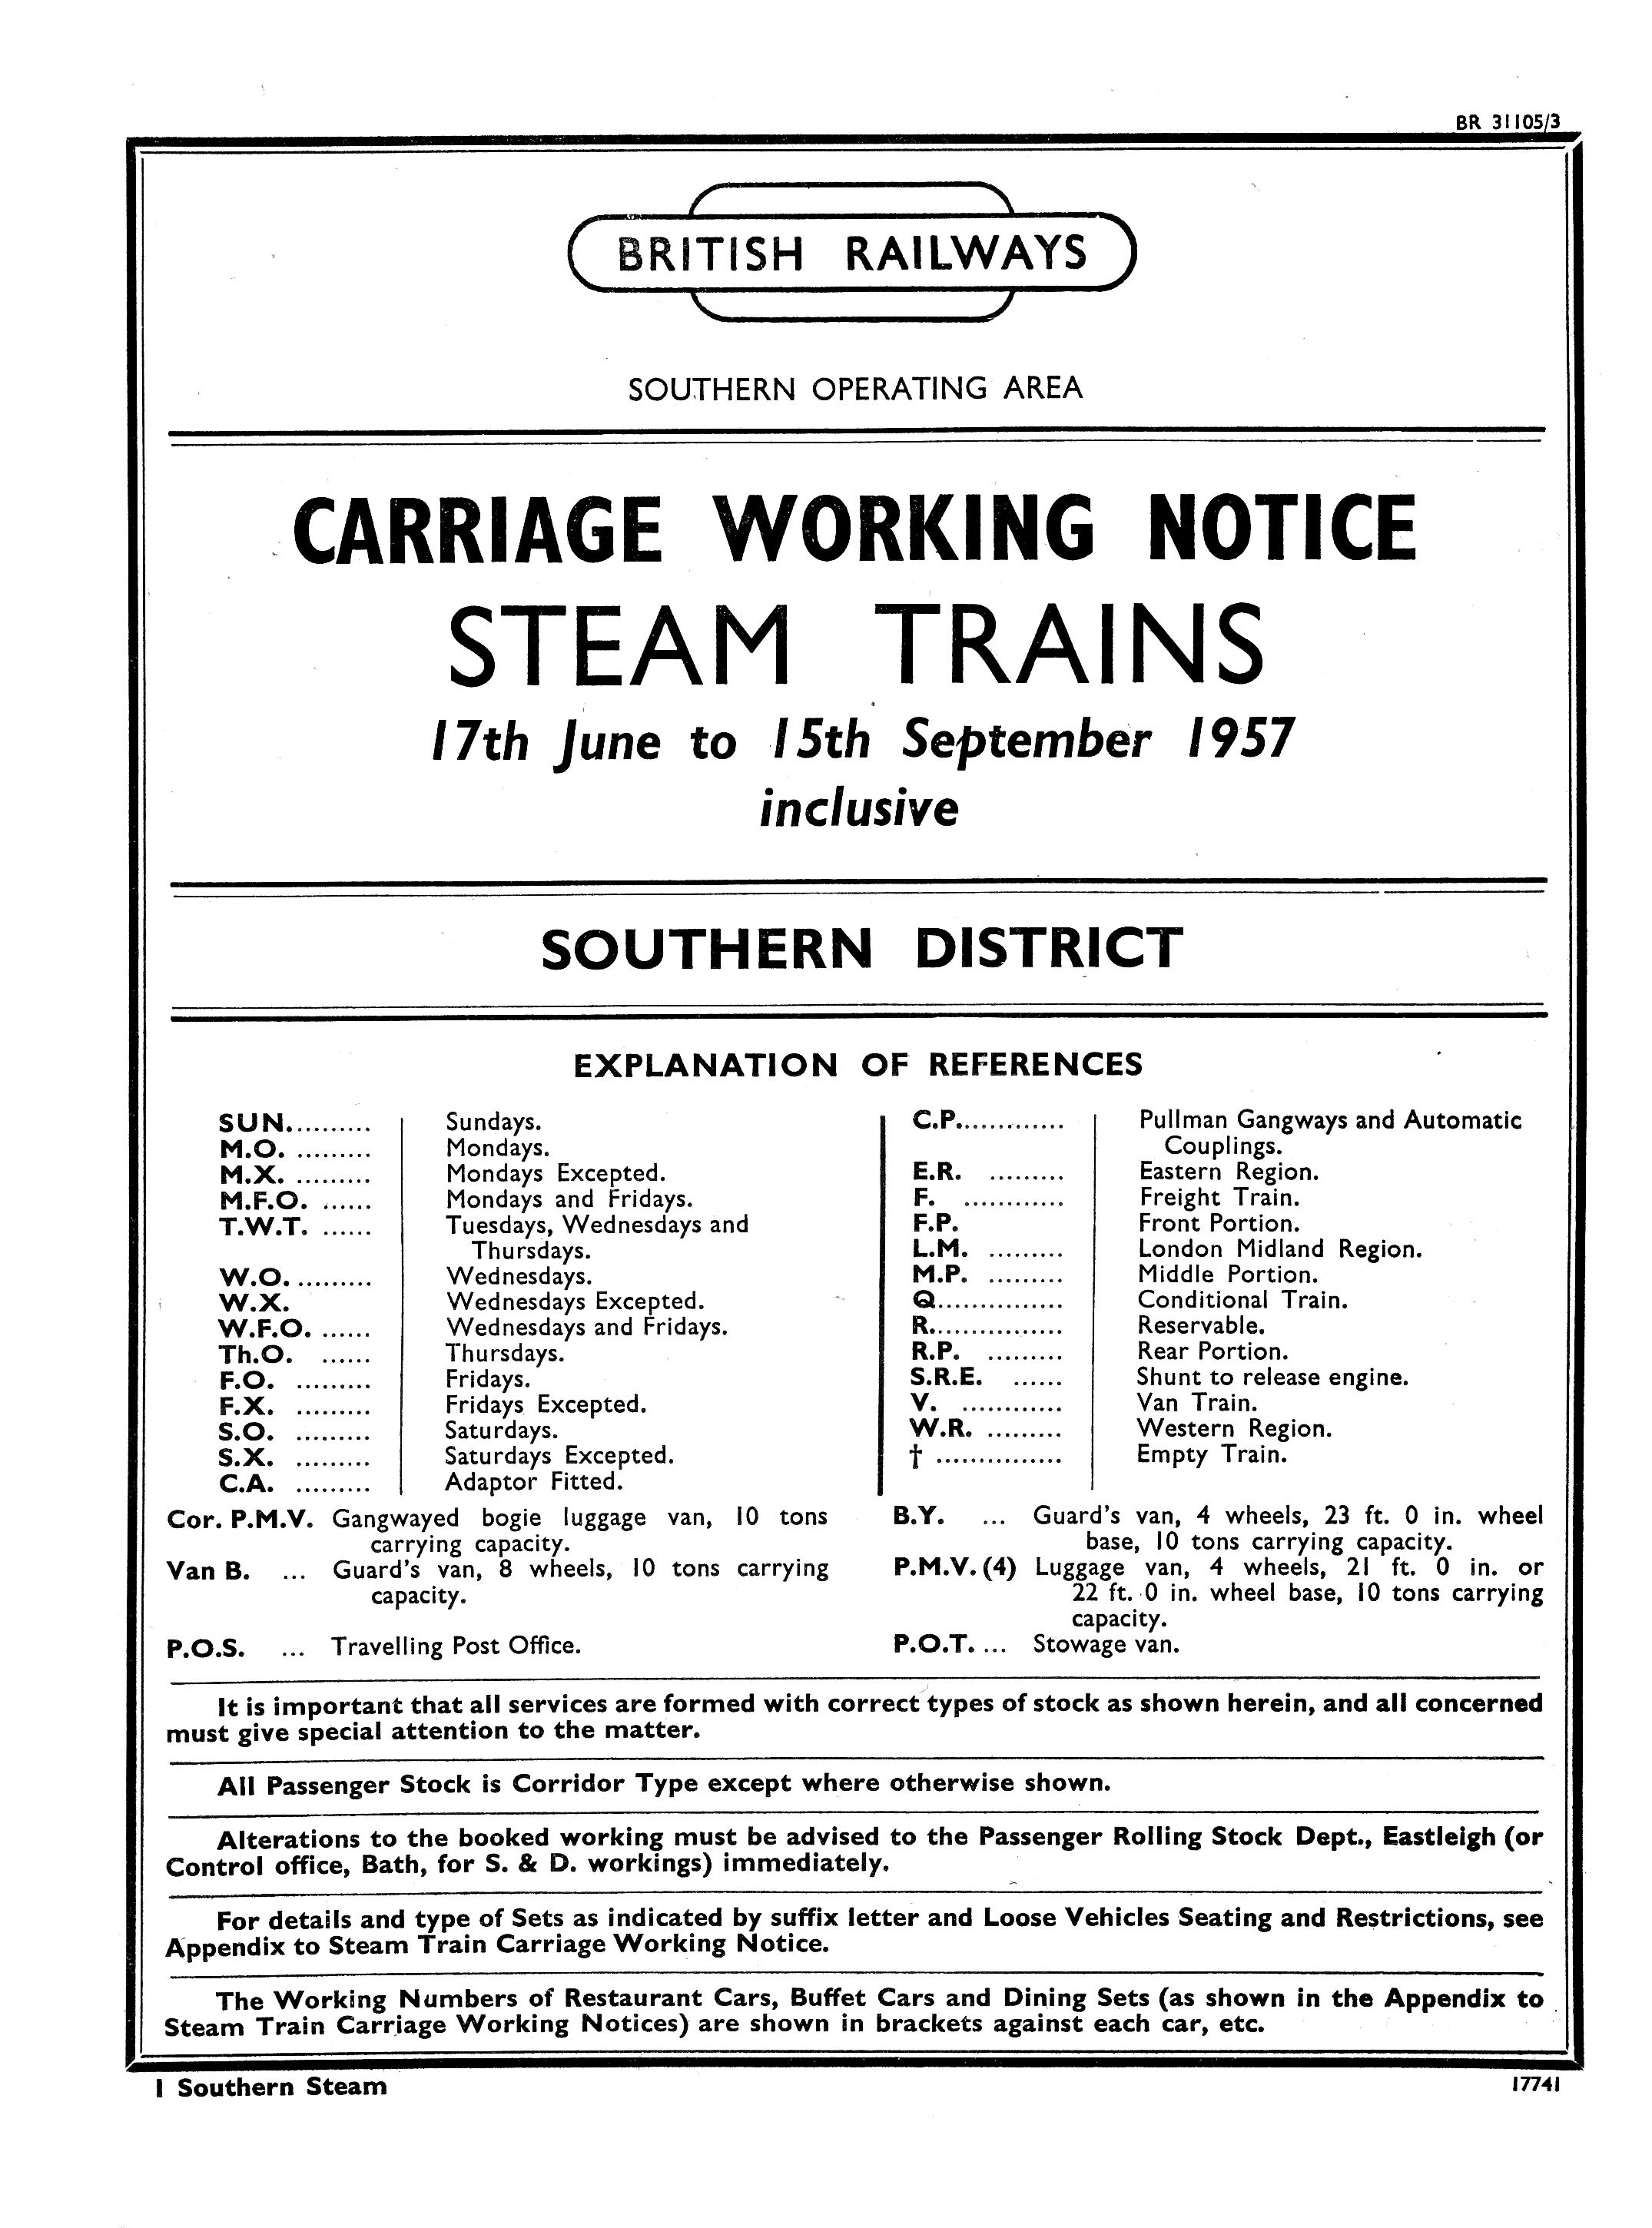 BR 31105/3
BRITISH RAILWAYS
SOUTHERN OPERATING AREA
CARRIAGE WORKING NOTICE
STEAM TRAINS
17th June to 15th September 1957
inclusive
SOUTHERN DISTRICT
EXPLANATION OF REFERENCES
SUN.......... Sundays.
M.O. ......... Mondays.
M.X. ......... Mondays Excepted.
M.F.O. ...... Mondays and Fridays.
T.W.T. ...... Tuesdays, Wednesdays and
Thursdays.
W.O. ......... Wednesdays.
W.X. Wednesdays Excepted.
W.F.O. ...... Wednesdays and Fridays.
Th.O. ...... Thursdays.
F.O. ......... Fridays.
F.X. ......... Fridays Excepted.
S.O. ......... Saturdays.
S.X. ......... Saturdays Excepted.
C.A. ......... Adaptor Fitted.
C.P............. Pullman Gangways and Automatic
Couplings.
E.R. ......... Eastern Region.
F. ............ Freight Train.
F.P. Front Portion.
L.M. ......... London Midland Region.
M.P. ......... Middle Portion.
Q............... Conditional Train.
R................ Reservable.
R.P. ......... Rear Portion.
S.R.E. ...... Shunt to release engine.
V. ............ Van Train.
W.R. ......... Western Region.
† ............... Empty Train.
Cor. P.M.V. Gangwayed bogie luggage van, 10 tons
carrying capacity.
Van B. ... Guard's van, 8 wheels, 10 tons carrying
capacity.
P.O.S. ... Travelling Post Office.
B.Y. ... Guard's van, 4 wheels, 23 ft. 0 in. wheel
base, 10 tons carrying capacity.
P.M.V. (4) Luggage van, 4 wheels, 21 ft. 0 in. or
22 ft. 0 in. wheel base, 10 tons carrying
capacity.
P.O.T. ... Stowage van.
It is important that all services are formed with correct types of stock as shown herein, and all concerned
must give special attention to the matter.
All Passenger Stock is Corridor Type except where otherwise shown.
Alterations to the booked working must be advised to the Passenger Rolling Stock Dept., Eastleigh (or
Control office, Bath, for S. & D. workings) immediately.
For details and type of Sets as indicated by suffix letter and Loose Vehicles Seating and Restrictions, see
Appendix to Steam Train Carriage Working Notice.
The Working Numbers of Restaurant Cars, Buffet Cars and Dining Sets (as shown in the Appendix to
Steam Train Carriage Working Notices) are shown in brackets against each car, etc.
1 Southern Steam
17741